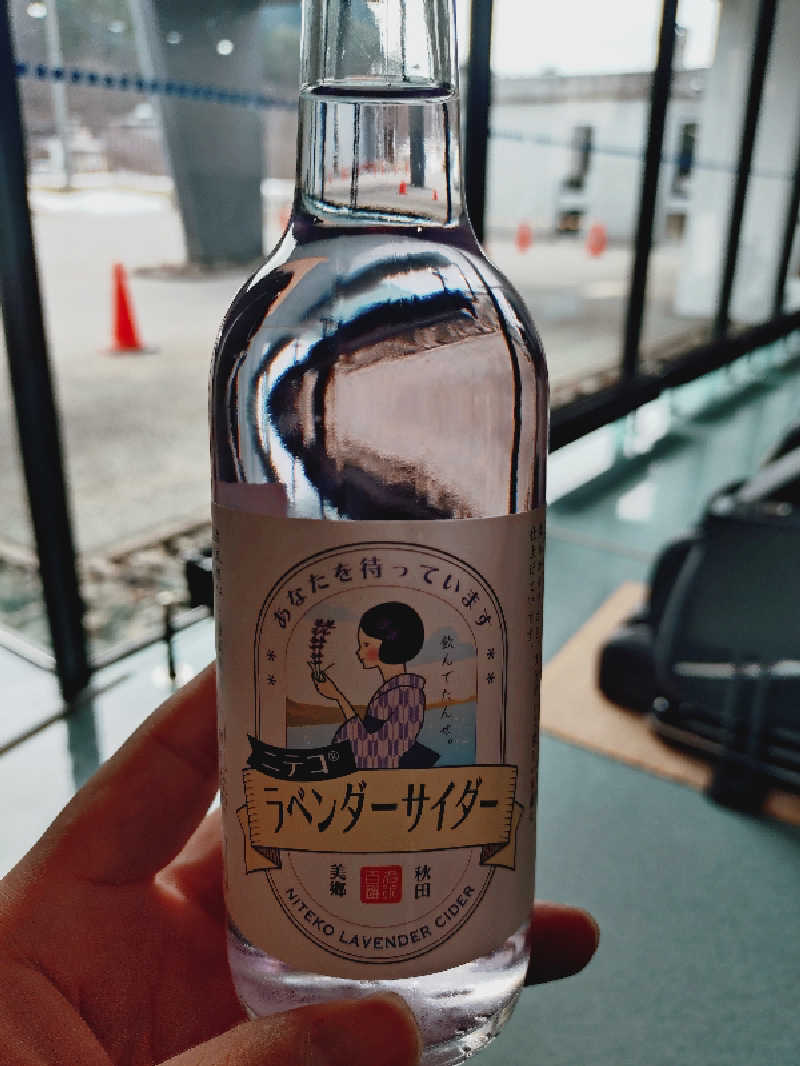 あなたを待っています
飲んでたんせ。
ニテコ®
ラベンダーサイダー
秋田
美郷
NITEKO LAVENDER CIDER